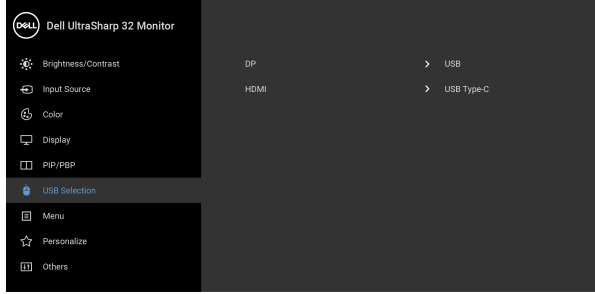 DELL Dell UltraSharp 32 Monitor
Brightness/Contrast DP USB
Input Source HDMI USB Type-C
Color
Display
PIP/PBP
USB Selection
Menu
Personalize
Others